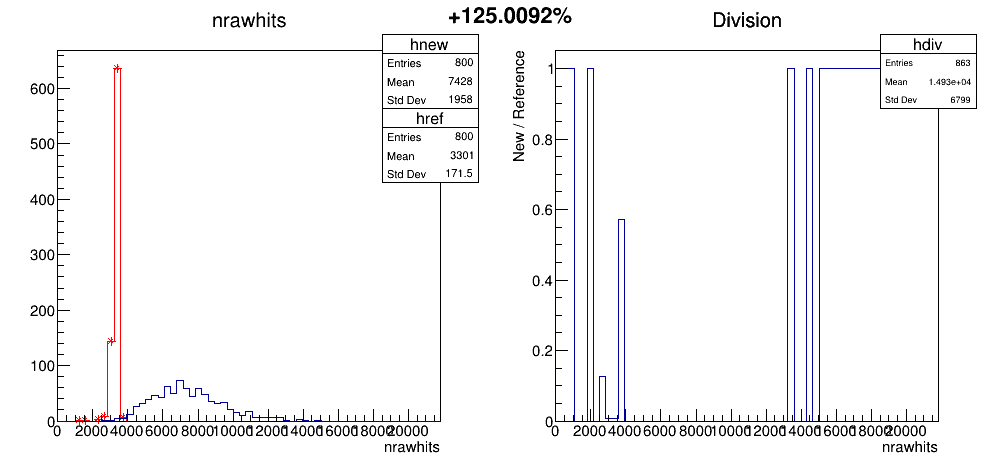 +125.0092%
nrawhits
hnew
Entries 800
Mean 7428
Std Dev 1958
href
Entries 800
Mean 3301
Std Dev 171.5
600
500
400
300
200
100
0
0 2000 4000 6000 8000 10000 12000 14000 16000 18000 20000
nrawhits
Division
hdiv
Entries 863
Mean 1.493e+04
Std Dev 6799
New / Reference
1
0.8
0.6
0.4
0.2
0
0 2000 4000 6000 8000 10000 12000 14000 16000 18000 20000
nrawhits